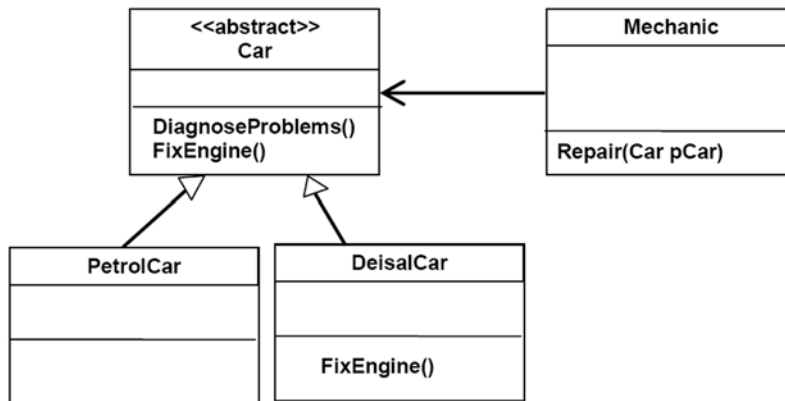 <<abstract>>
Car
DiagnoseProblems()
FixEngine()
Mechanic
Repair(Car pCar)
PetrolCar
DeisalCar
FixEngine()